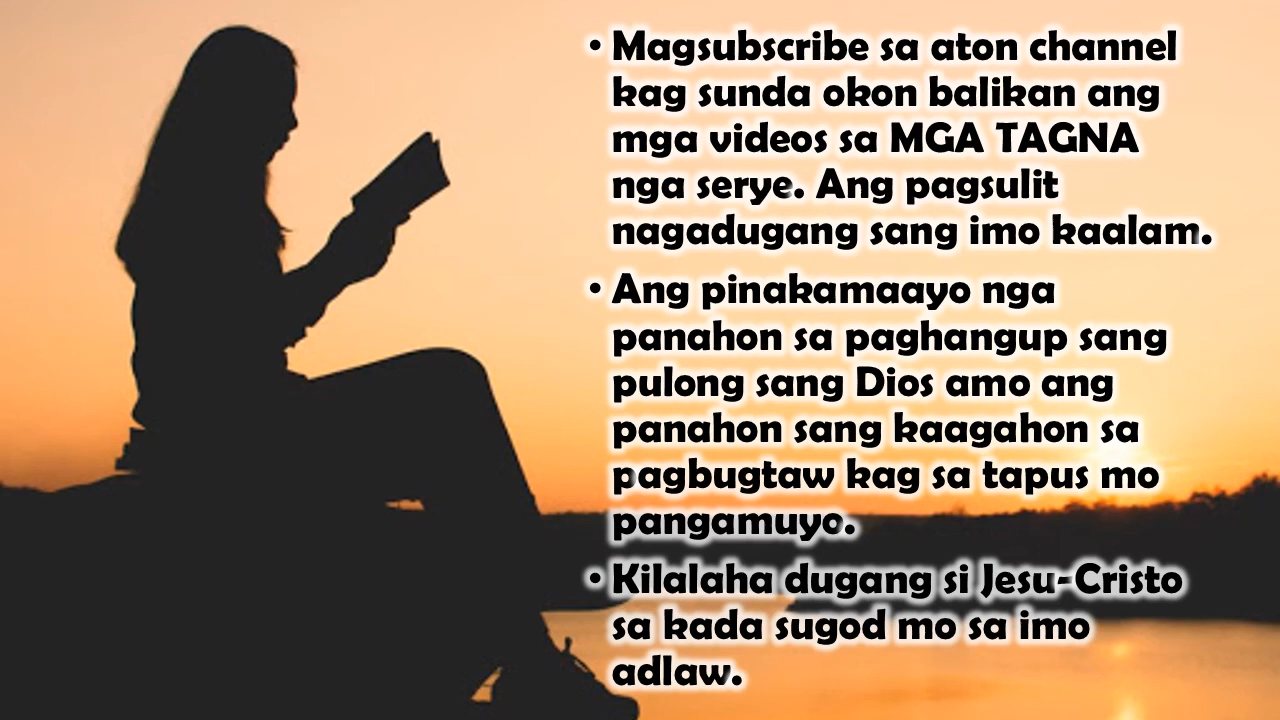 • Magsubscribe sa aton channel
kag sunda okon balikan ang
mga videos sa MGA TAGNA
nga serye. Ang pagsulit
nagadugang sang imo kaalam.
• Ang pinakamaayo nga
panahon sa paghangup sang
pulong sang Dios amo ang
panahon sang kaagahon sa
pagbugtaw kag sa tapus mo
pangamuyo.
• Kilalaha dugang si Jesu-Cristo
sa kada sugod mo sa imo
adlaw.